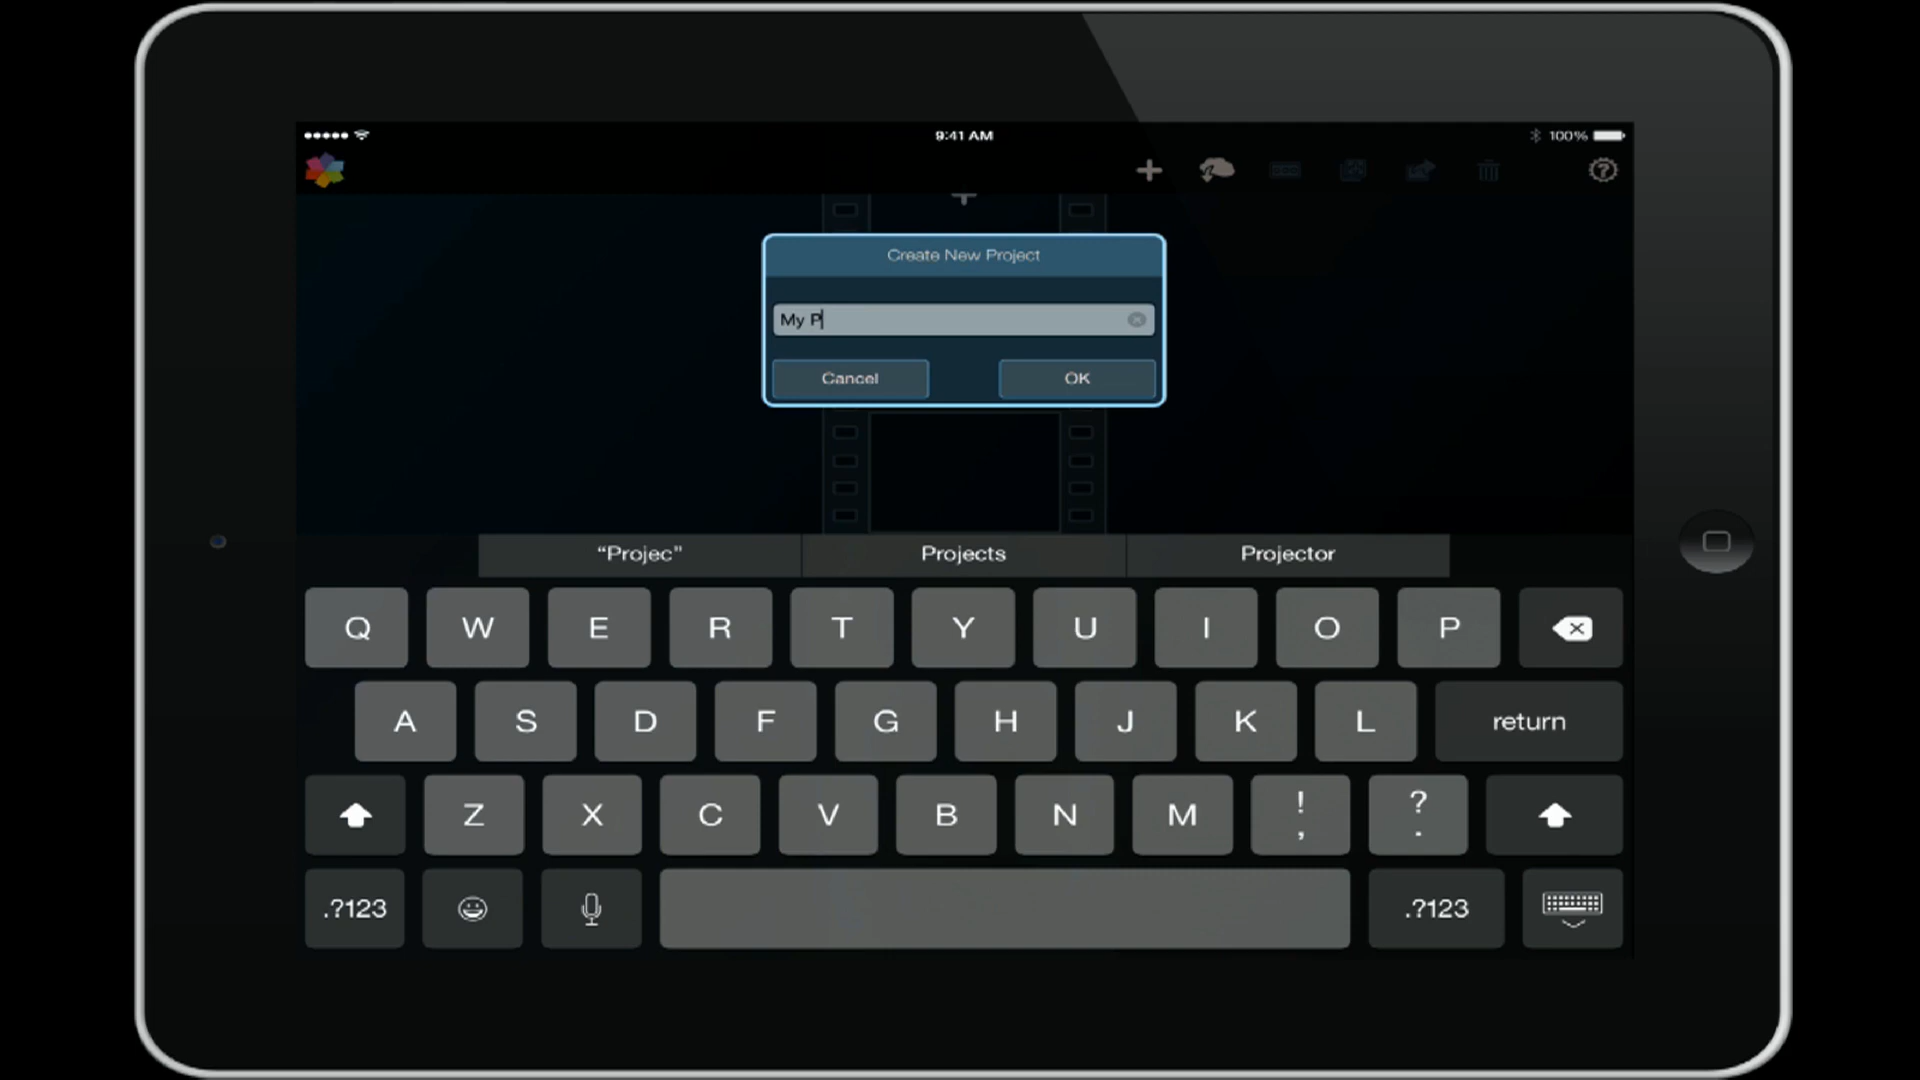 9:41 AM
100%
Create New Project
My P
Cancel
OK
“Projec”
Projects
Projector
Q W E R T Y U I O P
A S D F G H J K L return
Z X C V B N M ! , ? .
.?123 .?123